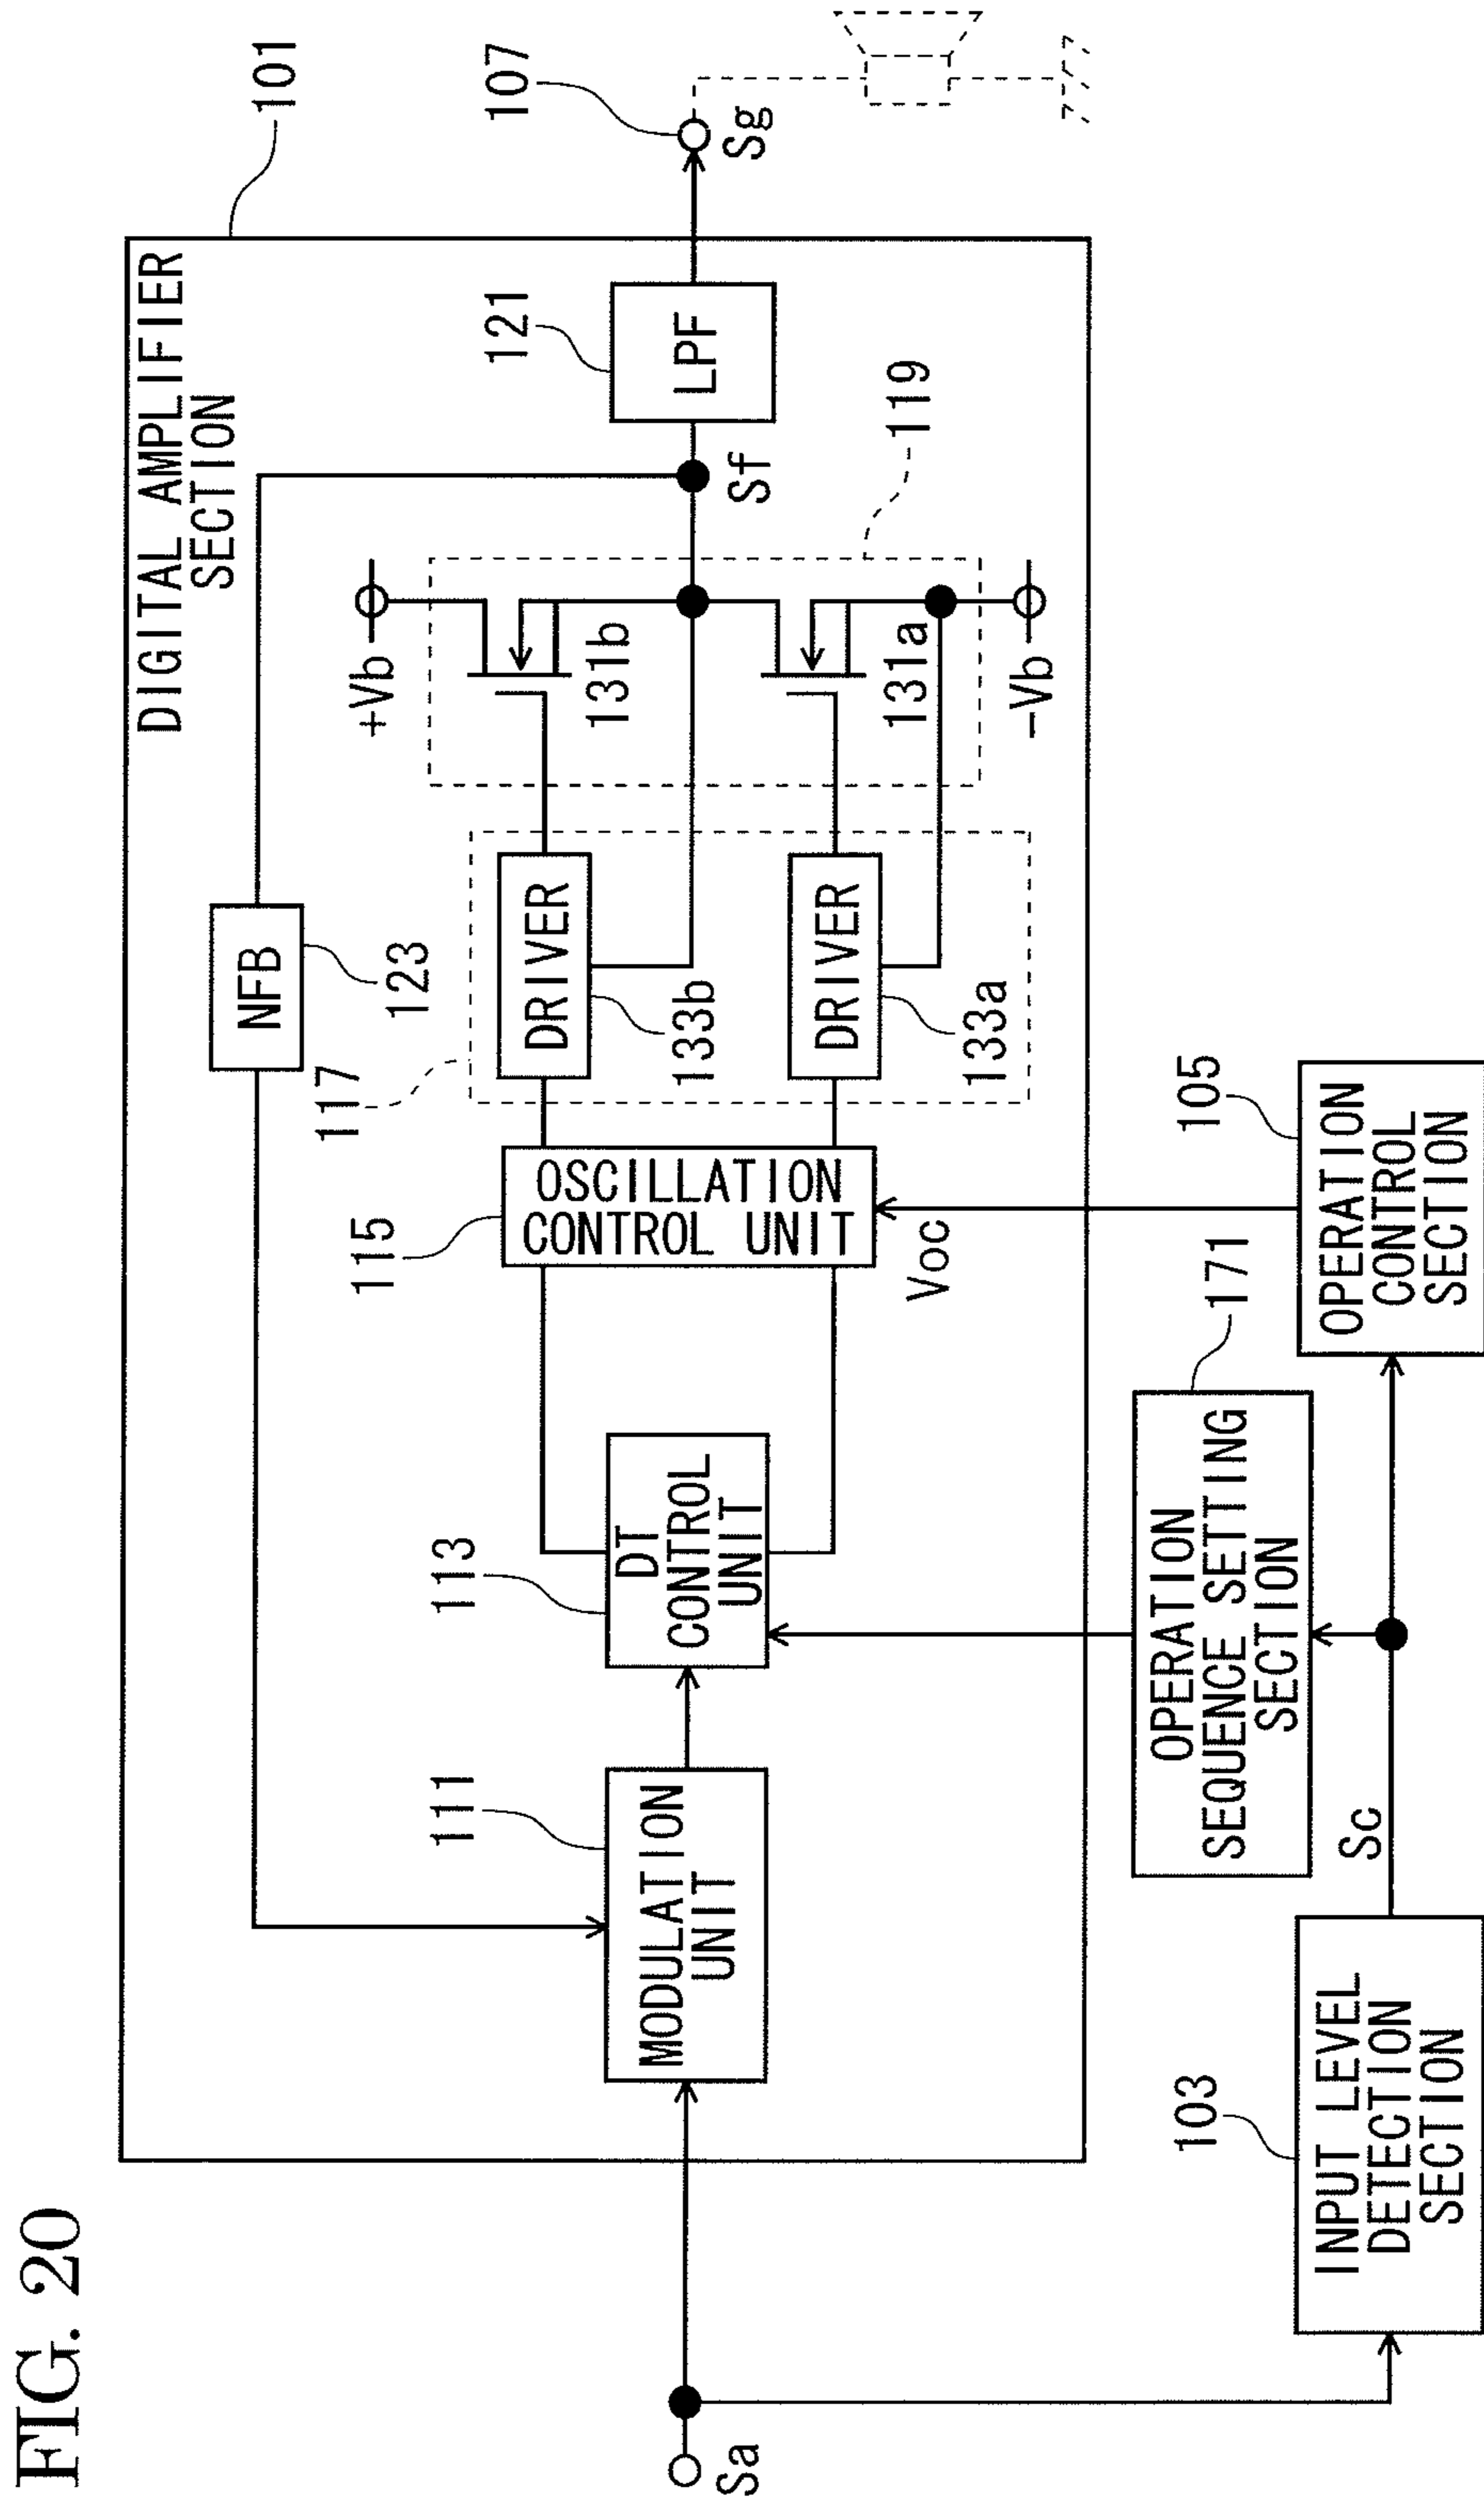 FIG. 20
101
DIGITAL AMPLIFIER
SECTION
NFB
123
117
+Vb
107
121
LPF
Sg
115
113
111
DRIVER
133b
131b
Sf
MODULATION
UNIT
DT
CONTROL
UNIT
OSCILLATION
CONTROL UNIT
DRIVER
133a
131a
119
Sa
Voc
-Vb
171
105
OPERATION
SEQUENCE SETTING
SECTION
103
INPUT LEVEL
DETECTION
SECTION
Sc
OPERATION
CONTROL
SECTION